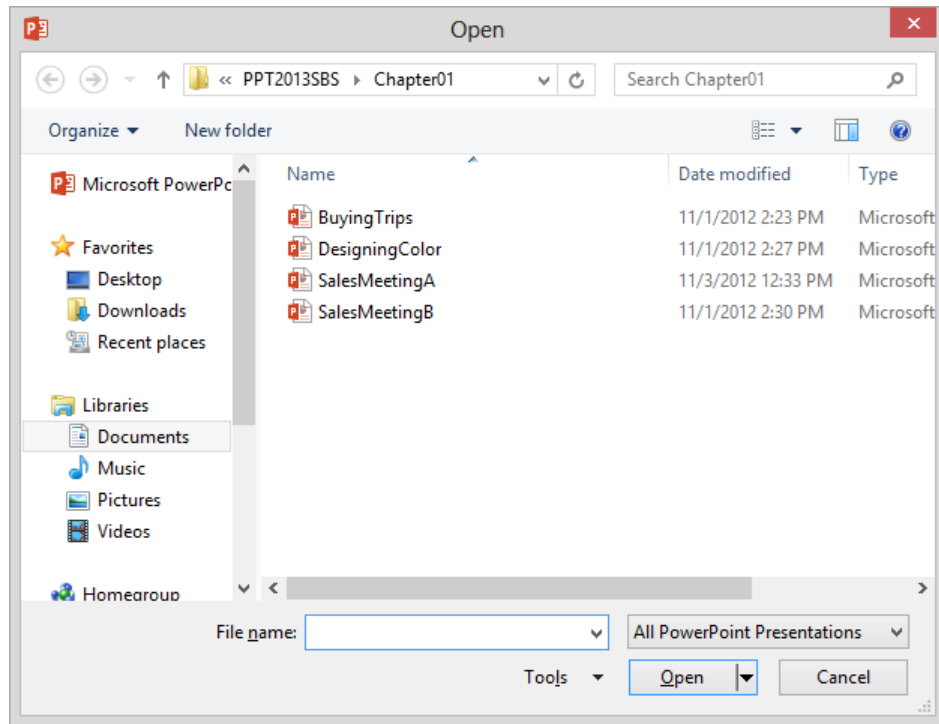 Open
« PPT2013SBS Chapter01
Search Chapter01
Organize
New folder
Microsoft PowerPc
Favorites
Desktop
Downloads
Recent places
Libraries
Documents
Music
Pictures
Videos
Homegroup
Name Date modified Type
BuyingTrips 11/1/2012 2:23 PM Microsoft
DesigningColor 11/1/2012 2:27 PM Microsoft
SalesMeetingA 11/3/2012 12:33 PM Microsoft
SalesMeetingB 11/1/2012 2:30 PM Microsoft
File name:
All PowerPoint Presentations
Tools
Open
Cancel